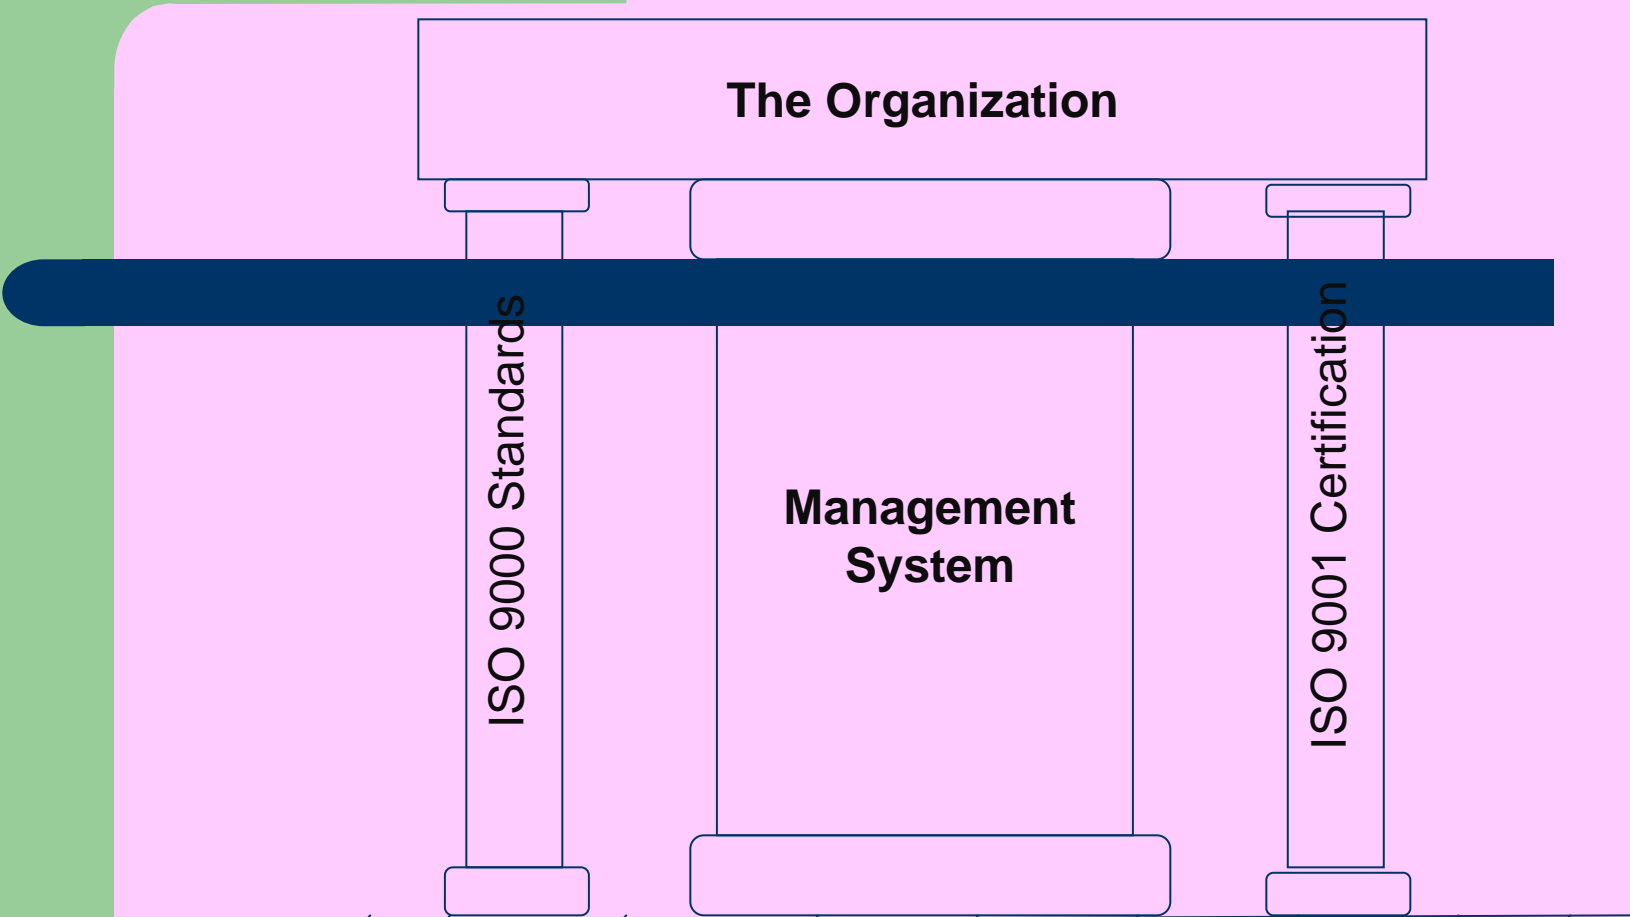 The Organization
ISO 9000 Standards
Management
System
ISO 9001 Certification